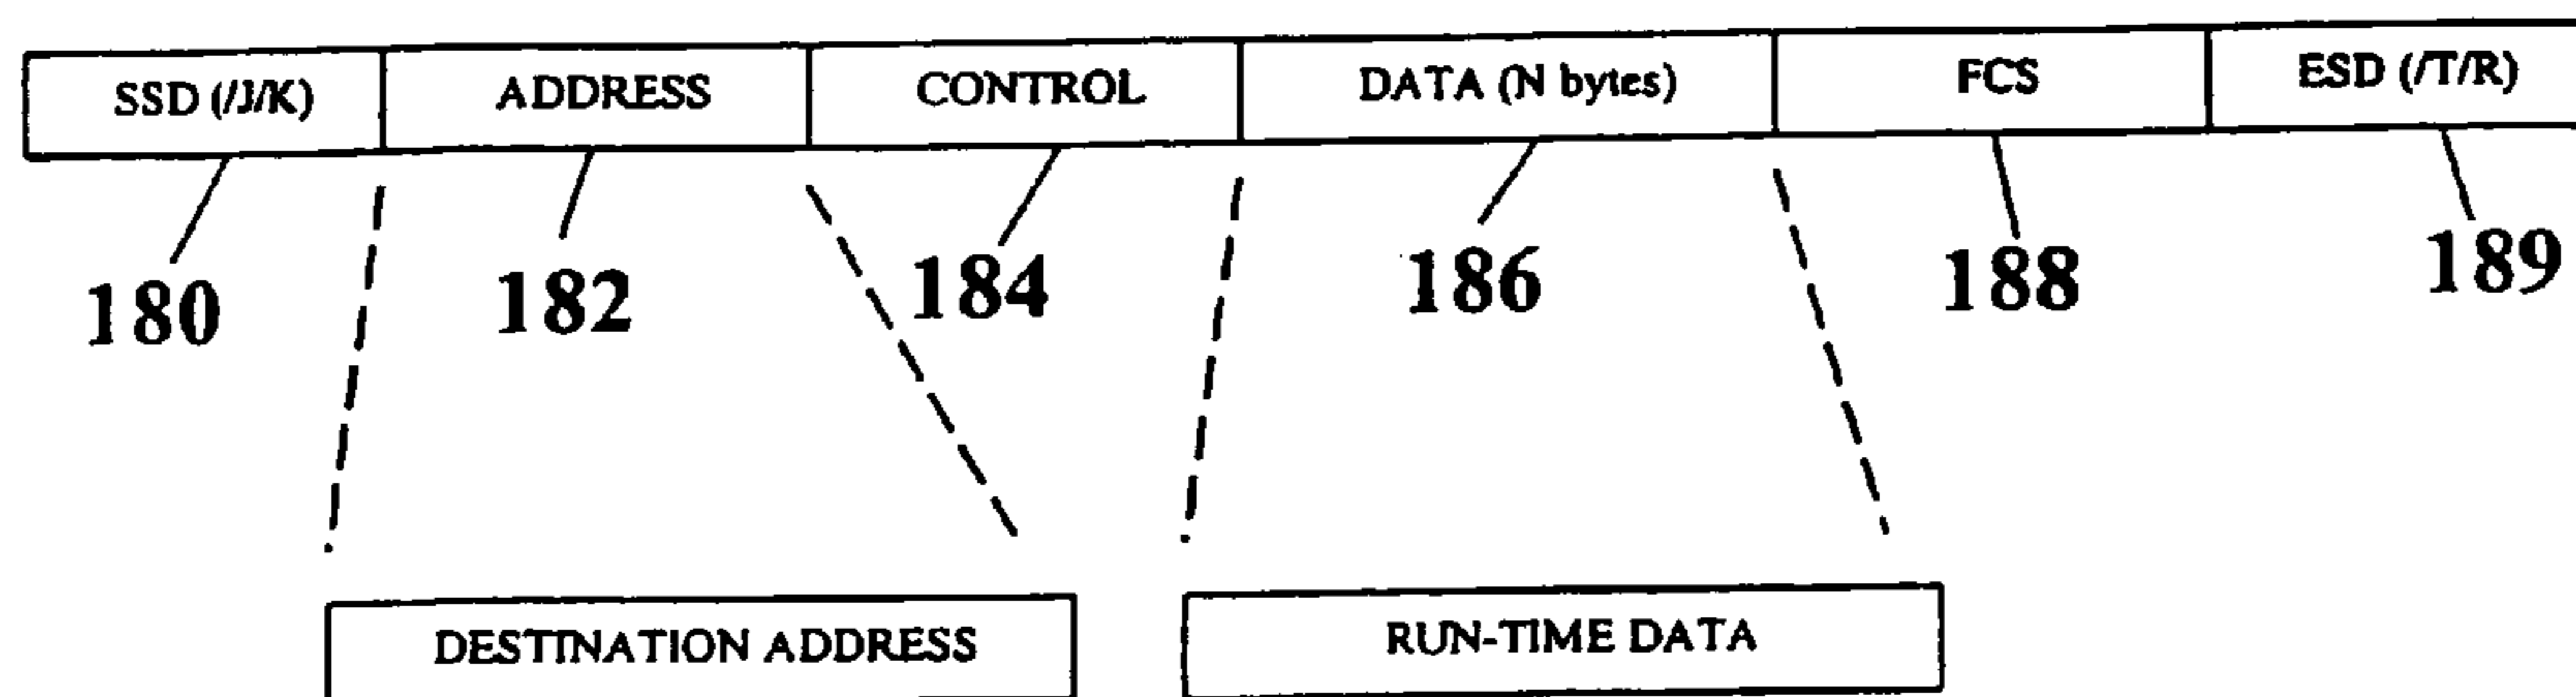 SSD (/J/K) ADDRESS CONTROL DATA (N bytes) FCS ESD (/T/R)
180 182 184 186 188 189
DESTINATION ADDRESS RUN-TIME DATA